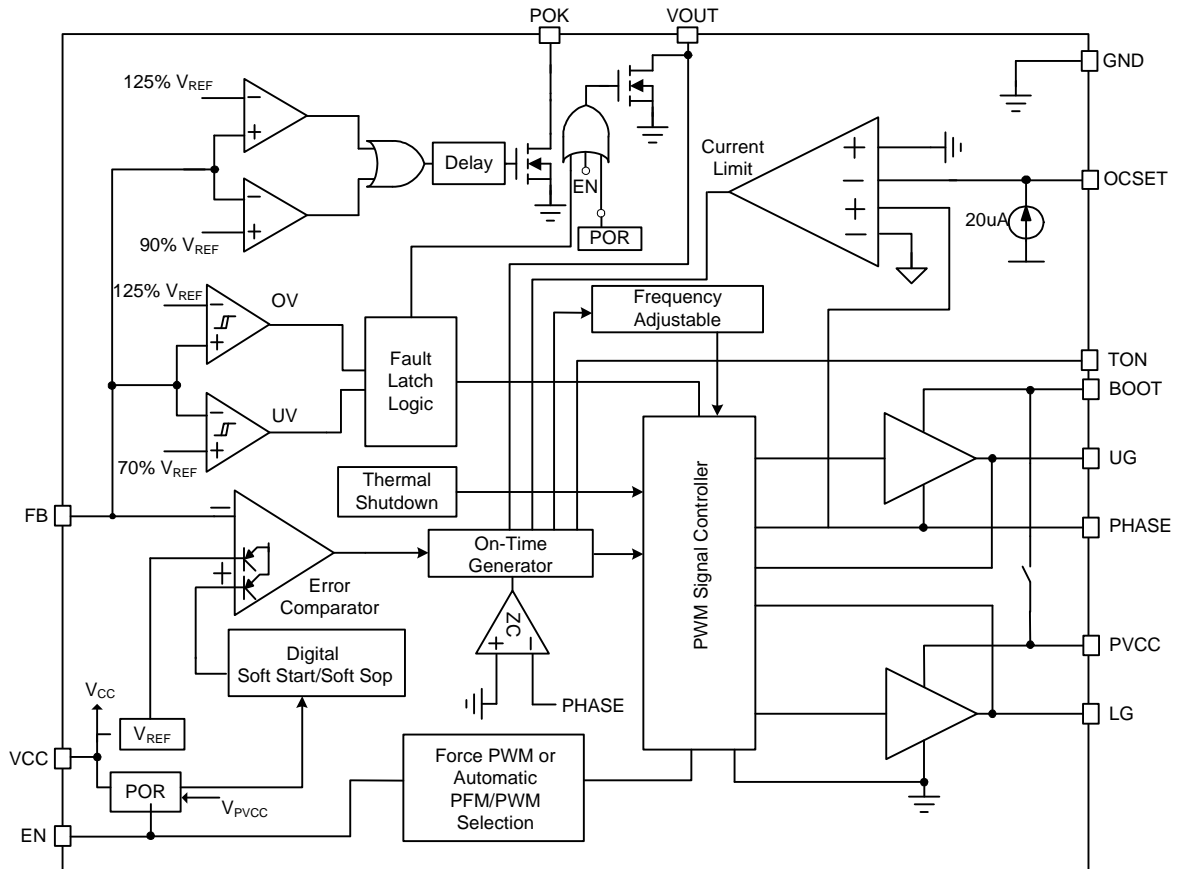 POK
VOUT
GND
125% VREF
Delay
EN
POR
90% VREF
Current
Limit
OCSET
20uA
125% VREF
OV
Fault
Latch
Logic
UV
70% VREF
Frequency
Adjustable
TON
BOOT
UG
PHASE
Thermal
Shutdown
FB
On-Time
Generator
PWM Signal Controller
Error
Comparator
ZC
Digital
Soft Start/Soft Sop
PHASE
PVCC
LG
VCC
VREF
VCC
POR
VPVCC
EN
Force PWM or
Automatic
PFM/PWM
Selection